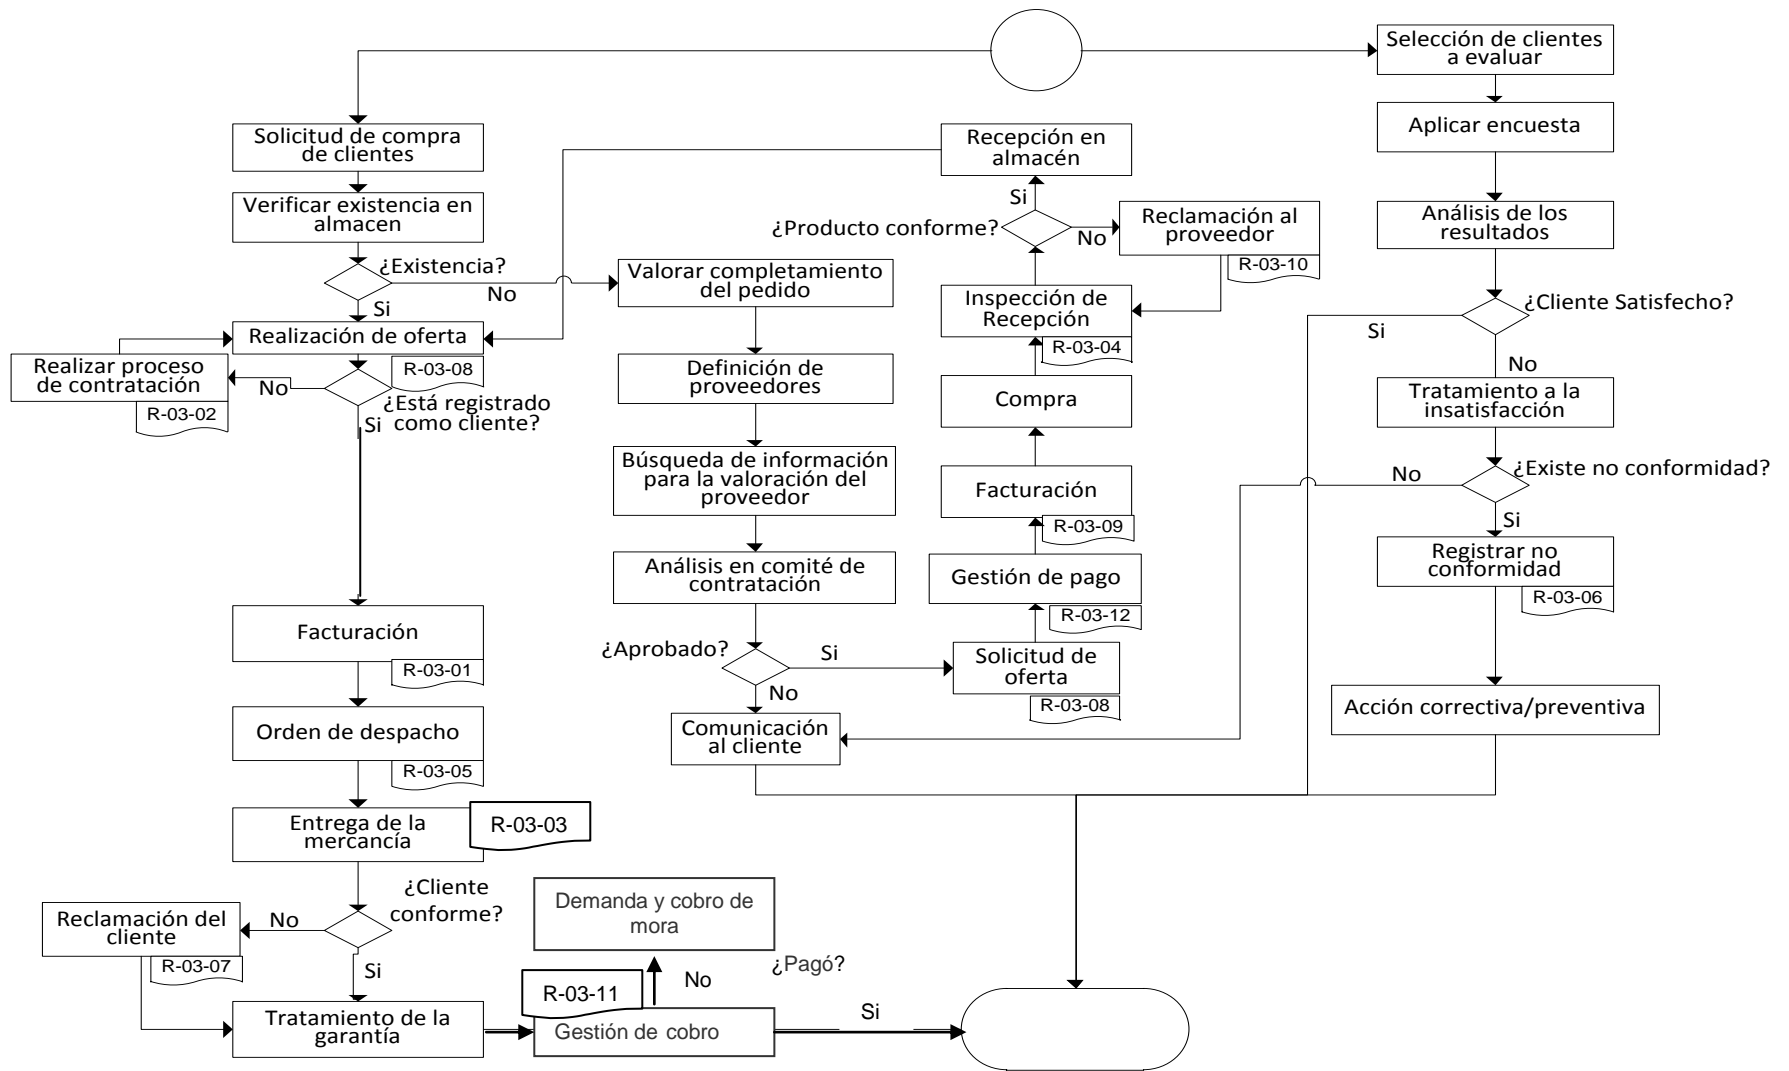 Solicitud de compra
de clientes
Verificar existencia en
almacen
¿Existencia?
No
Si
Realización de oferta
R-03-08
Realizar proceso
de contratación
R-03-02
No
¿Está registrado
como cliente?
Si
Facturación
R-03-01
Orden de despacho
R-03-05
Entrega de la
mercancía
R-03-03
¿Cliente
conforme?
No
Reclamación del
cliente
R-03-07
Si
Tratamiento de la
garantía
Valorar completamiento
del pedido
Definición de
proveedores
Búsqueda de información
para la valoración del
proveedor
Análisis en comité de
contratación
¿Aprobado?
Si
No
Comunicación
al cliente
Demanda y cobro de
mora
¿Pagó?
No
R-03-11
Gestión de cobro
Si
Recepción en
almacén
Si
¿Producto conforme?
No
Reclamación al
proveedor
R-03-10
Inspección de
Recepción
R-03-04
Compra
Facturación
R-03-09
Gestión de pago
R-03-12
Solicitud de
oferta
R-03-08
Selección de clientes
a evaluar
Aplicar encuesta
Análisis de los
resultados
¿Cliente Satisfecho?
Si
No
Tratamiento a la
insatisfacción
¿Existe no conformidad?
No
Si
Registrar no
conformidad
R-03-06
Acción correctiva/preventiva